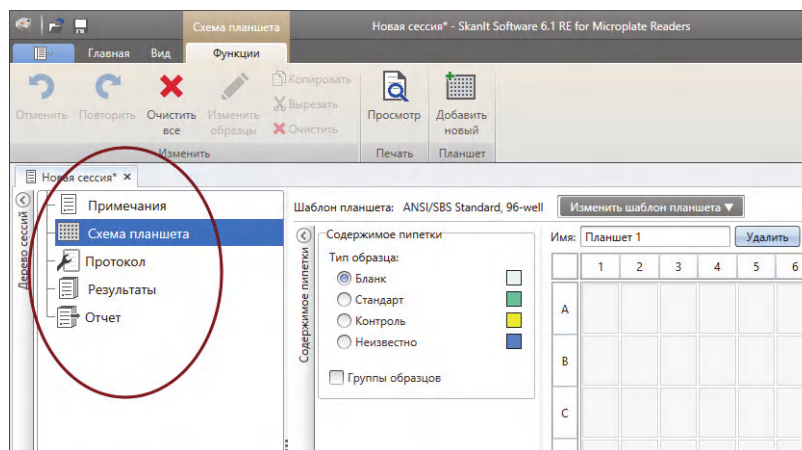 Схема планшета
Новая сессия* - SkanIt Software 6.1 RE for Microplate Readers
Главная Вид Функции
Отменить Повторить Очистить все Изменить образцы Копировать Вырезать Очистить Просмотр Добавить новый
Изменить Печать Планшет
Новая сессия* ×
Дерево сессий
Примечания
Схема планшета
Протокол
Результаты
Отчет
Шаблон планшета: ANSI/SBS Standard, 96-well Изменить шаблон планшета ▼
Содержимое пипетки
Содержимое пипетки
Тип образца:
Бланк
Стандарт
Контроль
Неизвестно
Группы образцов
Имя: Планшет 1 Удалить
1 2 3 4 5 6
A
B
C